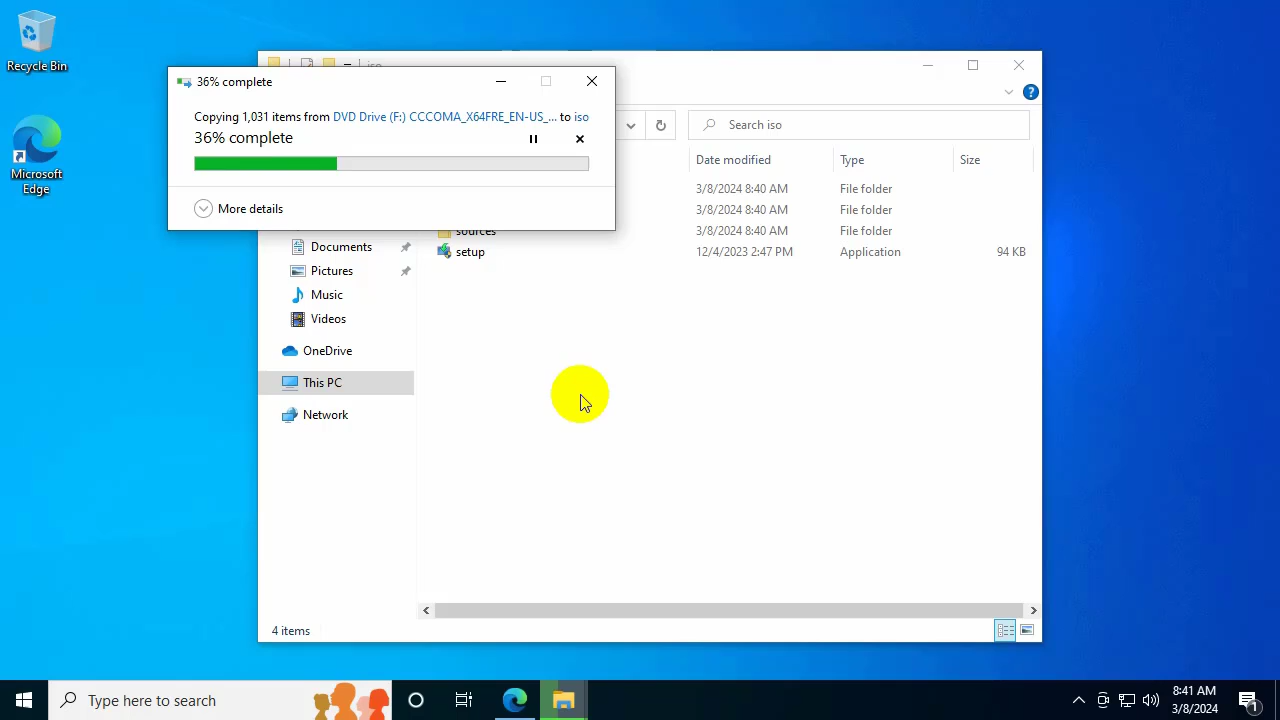 Recycle Bin
Microsoft
Edge
iso
36% complete
Copying 1,031 items from DVD Drive (F:) CCCOMA_X64FRE_EN-US_... to iso
36% complete
More details
Search iso
Date modified Type Size
3/8/2024 8:40 AM File folder
3/8/2024 8:40 AM File folder
sources 3/8/2024 8:40 AM File folder
setup 12/4/2023 2:47 PM Application 94 KB
Documents
Pictures
Music
Videos
OneDrive
This PC
Network
4 items
Type here to search
8:41 AM
3/8/2024
1